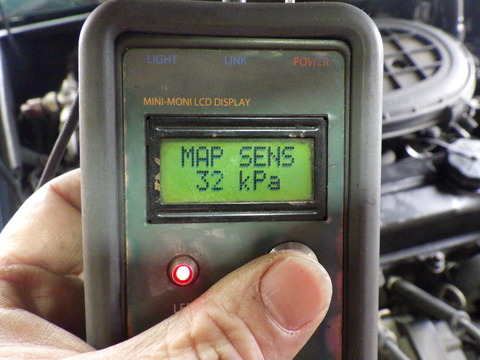 LIGHT LINK POWER
MINI-MONI LCD DISPLAY
MAP SENS
32 kPa